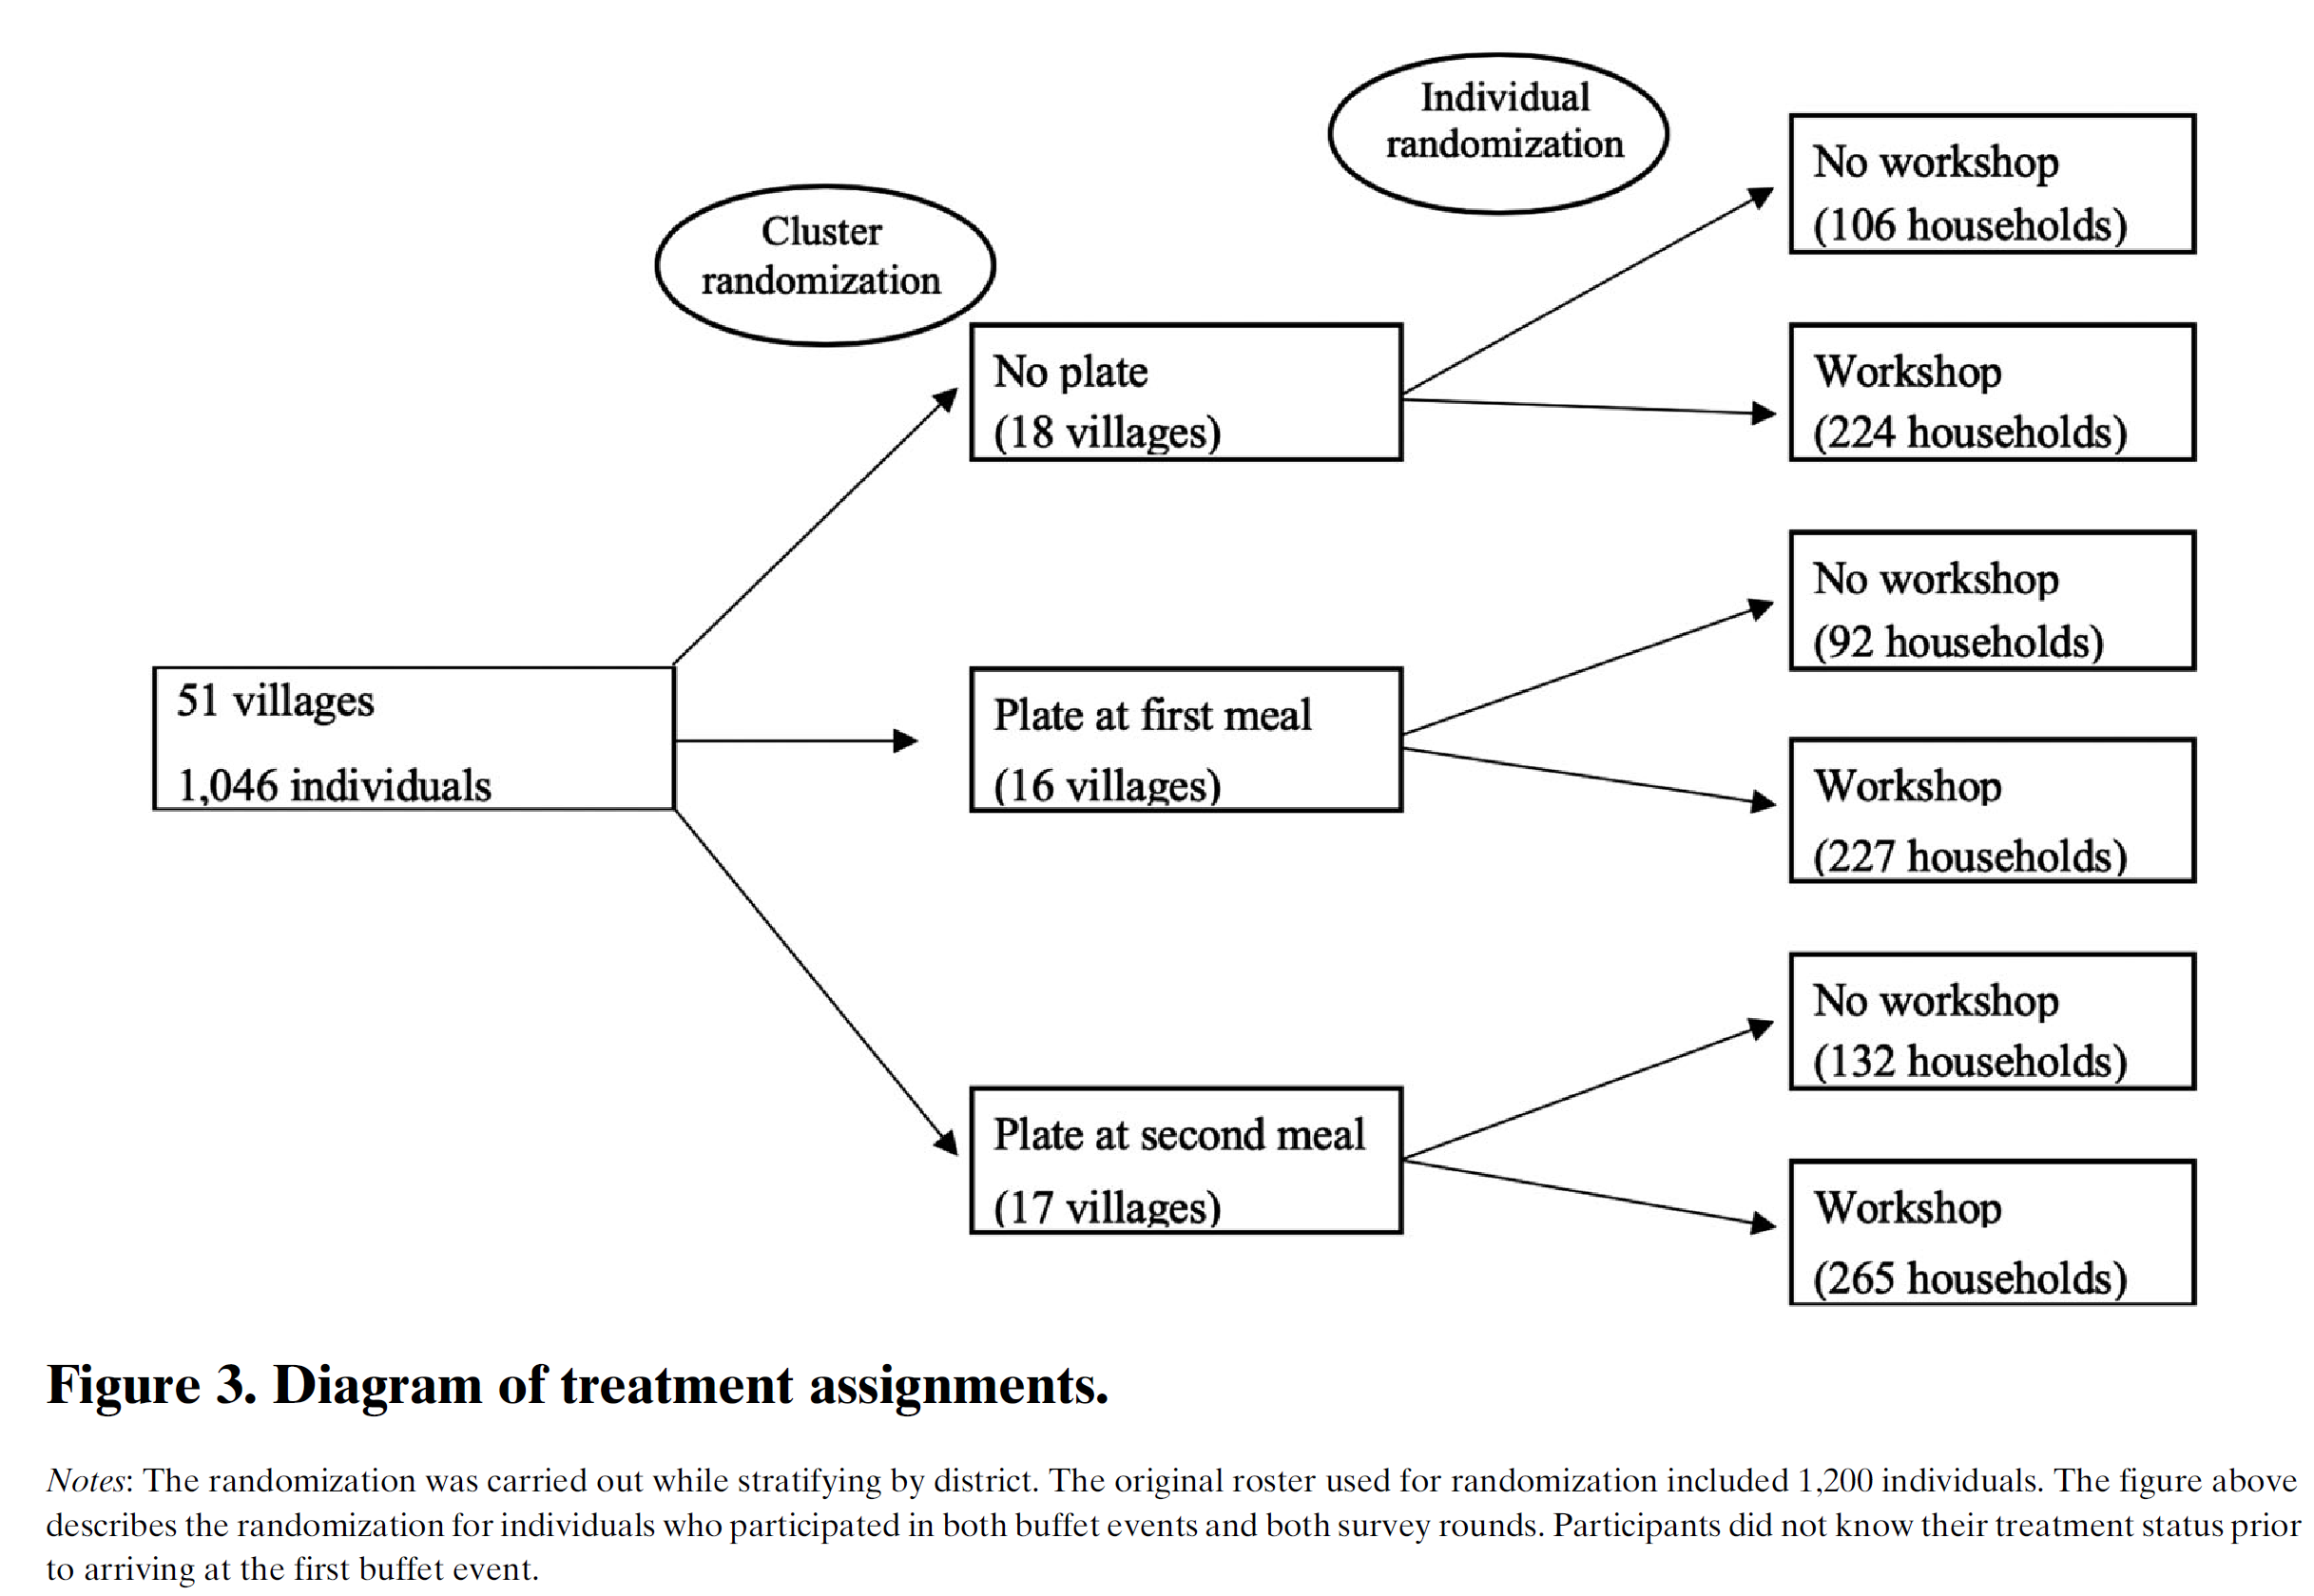 Individual
randomization
Cluster
randomization
No workshop
(106 households)
No plate
(18 villages)
Workshop
(224 households)
No workshop
(92 households)
51 villages
1,046 individuals
Plate at first meal
(16 villages)
Workshop
(227 households)
No workshop
(132 households)
Plate at second meal
(17 villages)
Workshop
(265 households)
Figure 3. Diagram of treatment assignments.
Notes: The randomization was carried out while stratifying by district. The original roster used for randomization included 1,200 individuals. The figure above
describes the randomization for individuals who participated in both buffet events and both survey rounds. Participants did not know their treatment status prior
to arriving at the first buffet event.